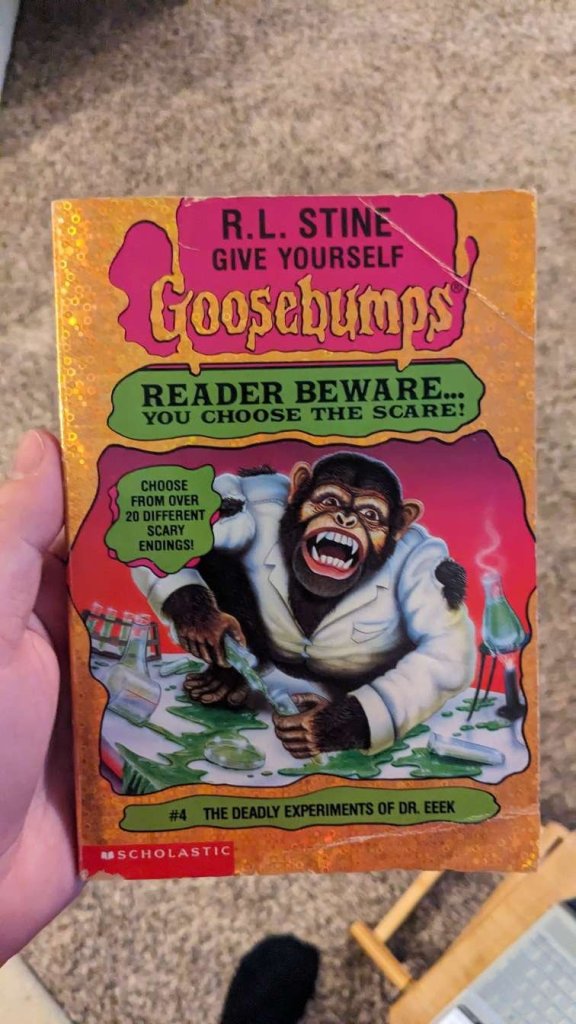 R.L. STINE
GIVE YOURSELF
Goosebumps®
READER BEWARE...
YOU CHOOSE THE SCARE!
CHOOSE
FROM OVER
20 DIFFERENT
SCARY
ENDINGS!
#4 THE DEADLY EXPERIMENTS OF DR. EEEK
SCHOLASTIC